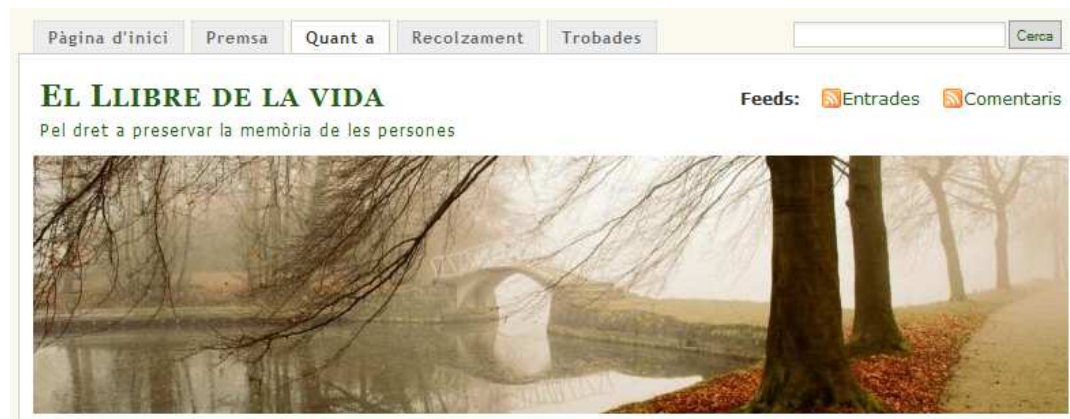 Pàgina d'inici Premsa Quant a Recolzament Trobades Cerca
EL LLIBRE DE LA VIDA
Feeds: Entrades Comentaris
Pel dret a preservar la memòria de les persones